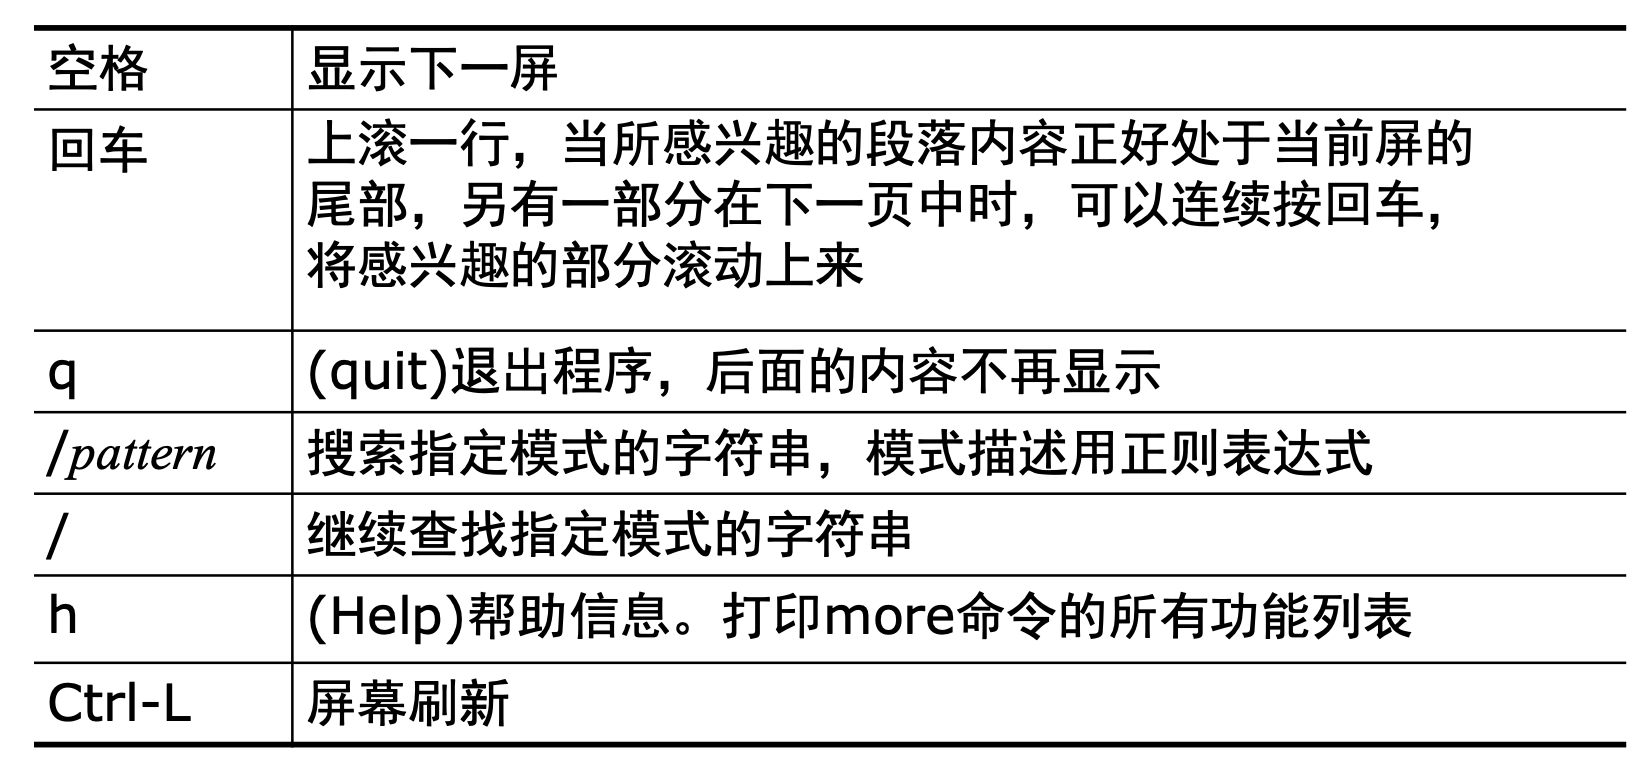 空格 显示下一屏
回车 上滚一行，当所感兴趣的段落内容正好处于当前屏的
尾部，另有一部分在下一页中时，可以连续按回车，
将感兴趣的部分滚动上来
q (quit)退出程序，后面的内容不再显示
/pattern 搜索指定模式的字符串，模式描述用正则表达式
/ 继续查找指定模式的字符串
h (Help)帮助信息。打印more命令的所有功能列表
Ctrl-L 屏幕刷新